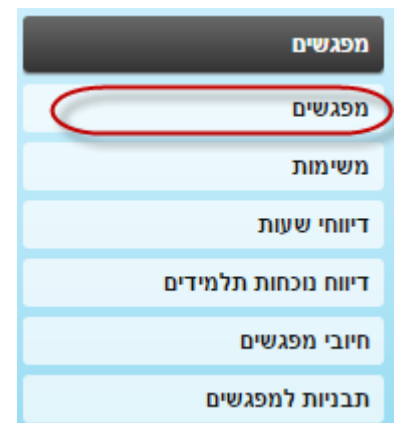 מפגשים
מפגשים
משימות
דיווחי שעות
דיווח נוכחות תלמידים
חיובי מפגשים
תבניות למפגשים